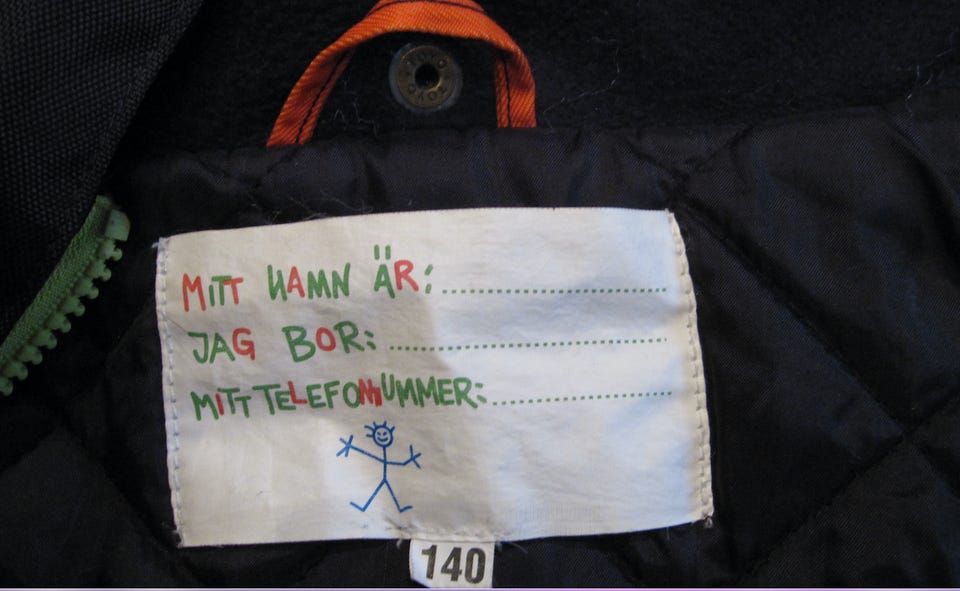 MITT NAMN ÄR:
JAG BOR:
MITT TELEFONNUMMER:
140